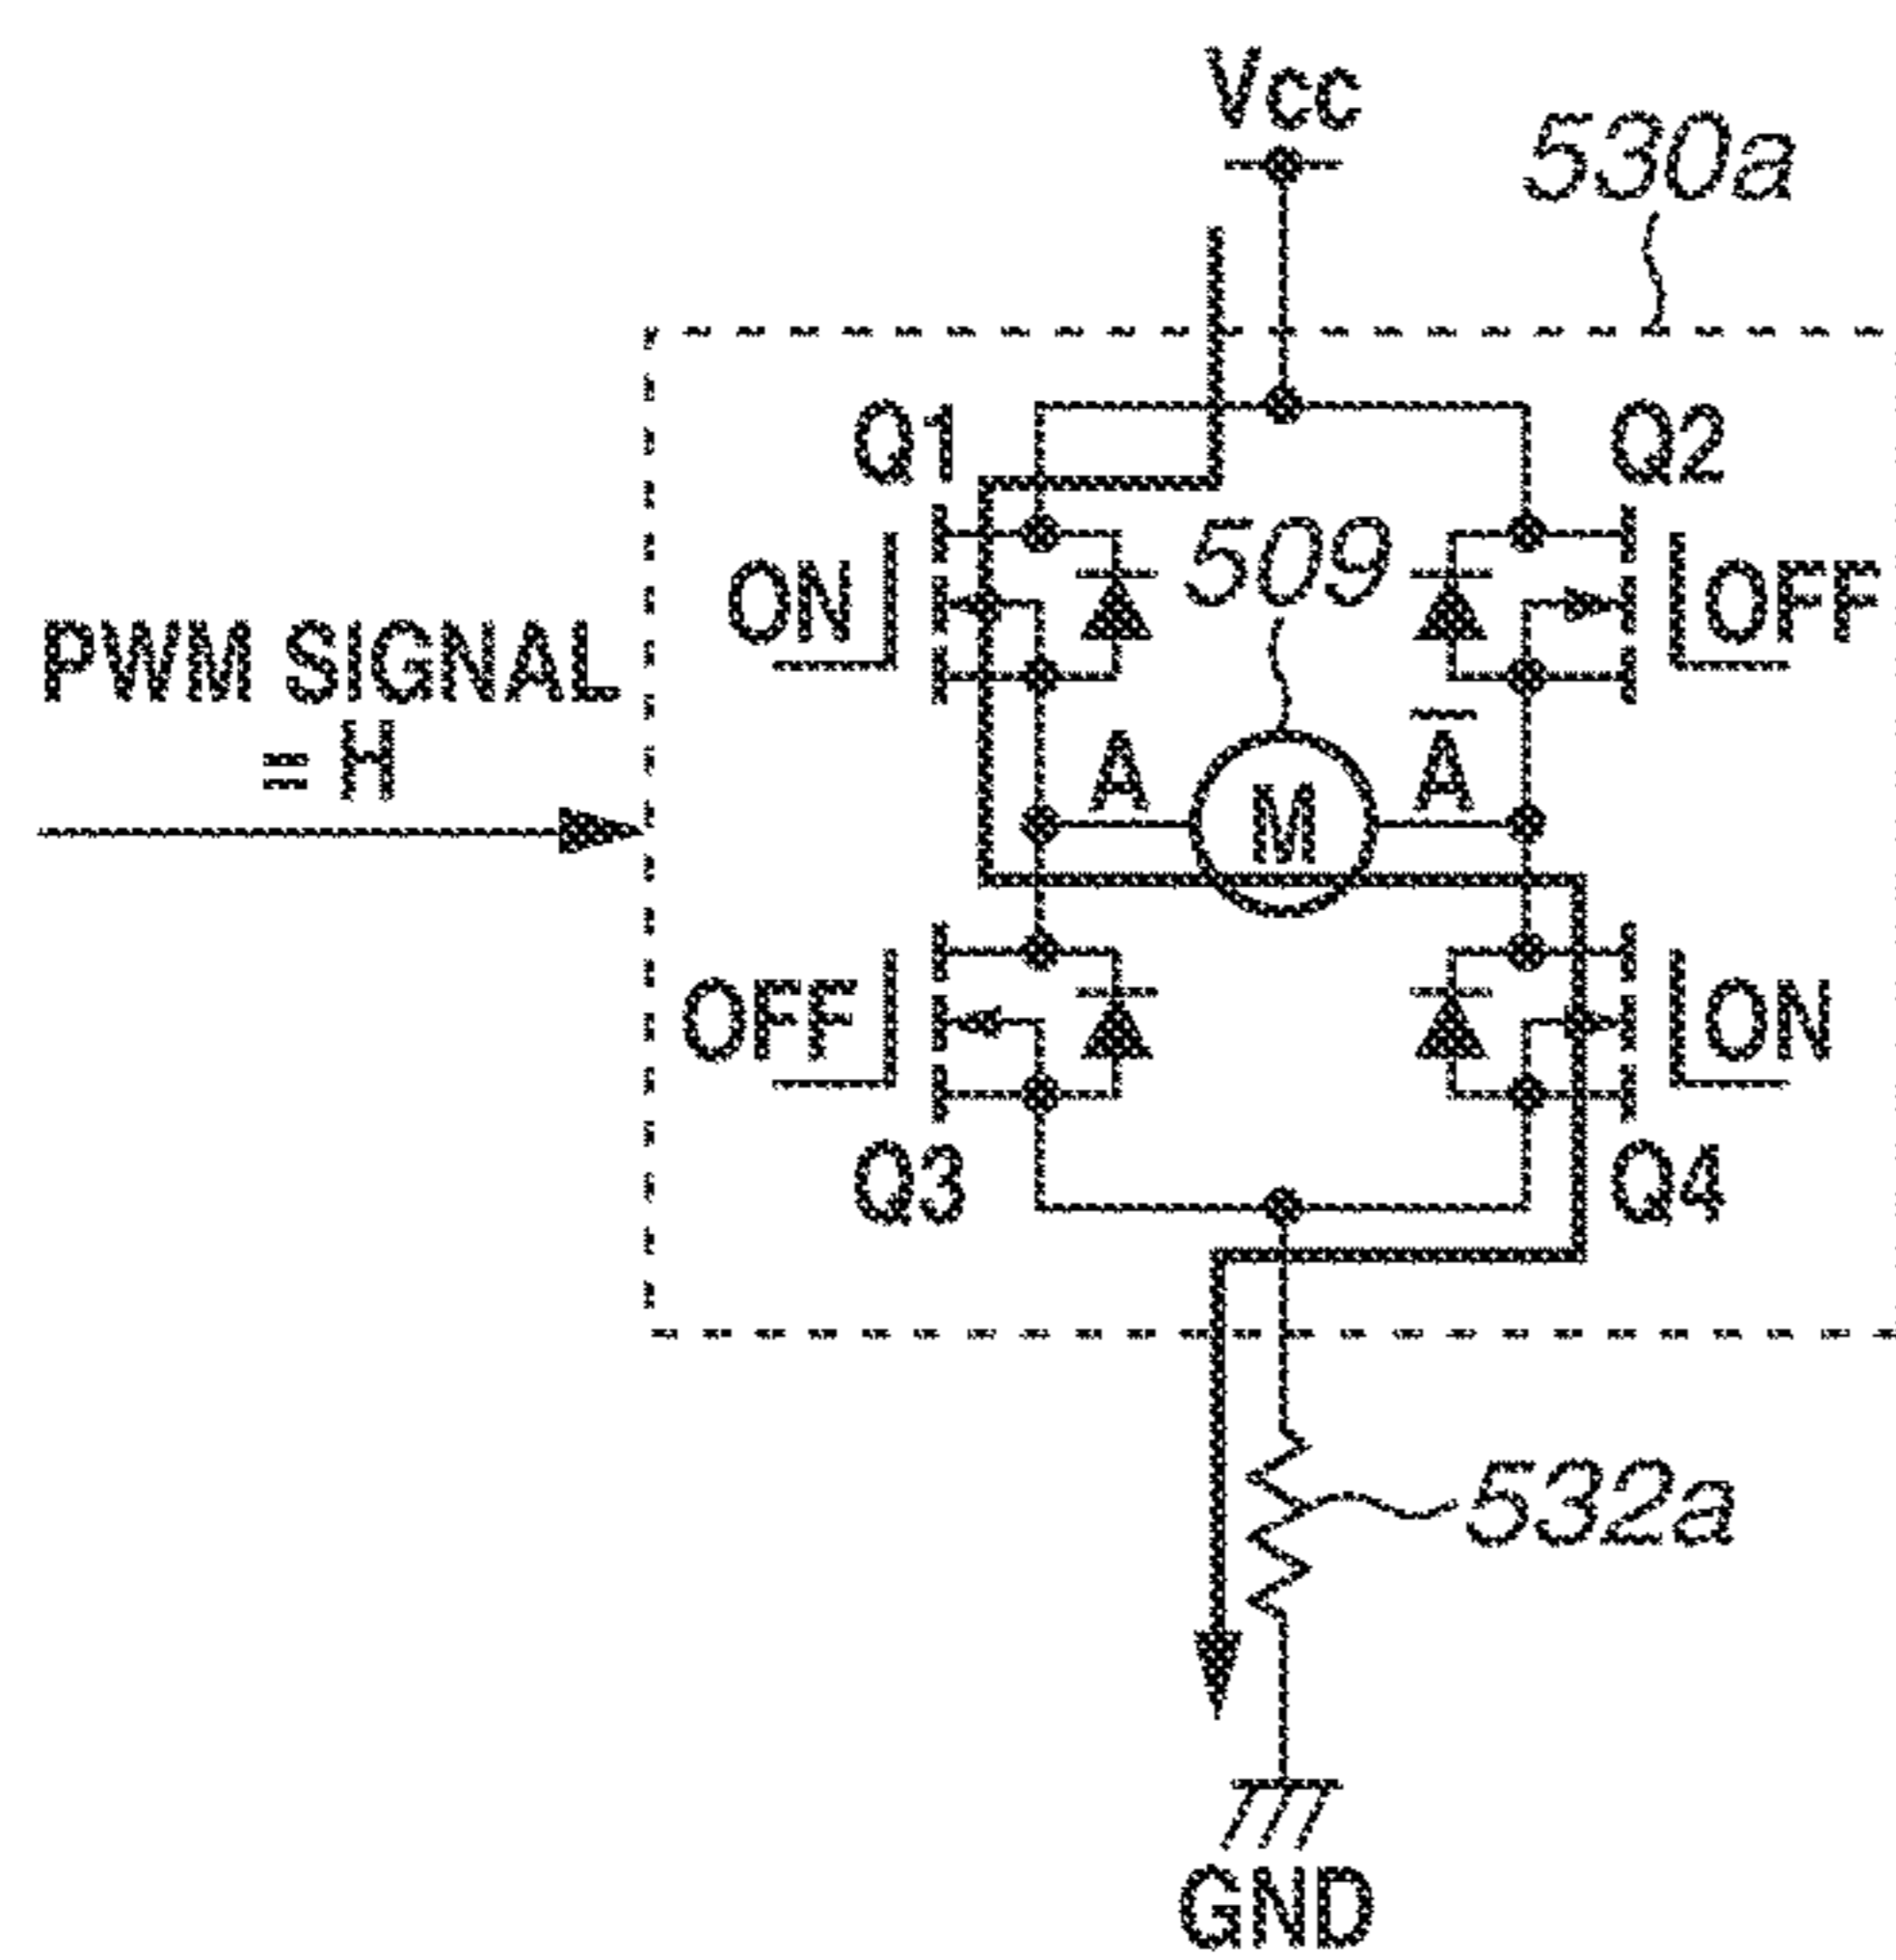 Vcc
530a
Q1
Q2
509
ON
OFF
PWM SIGNAL
= H
A
M
A̅
OFF
ON
Q3
Q4
532a
GND